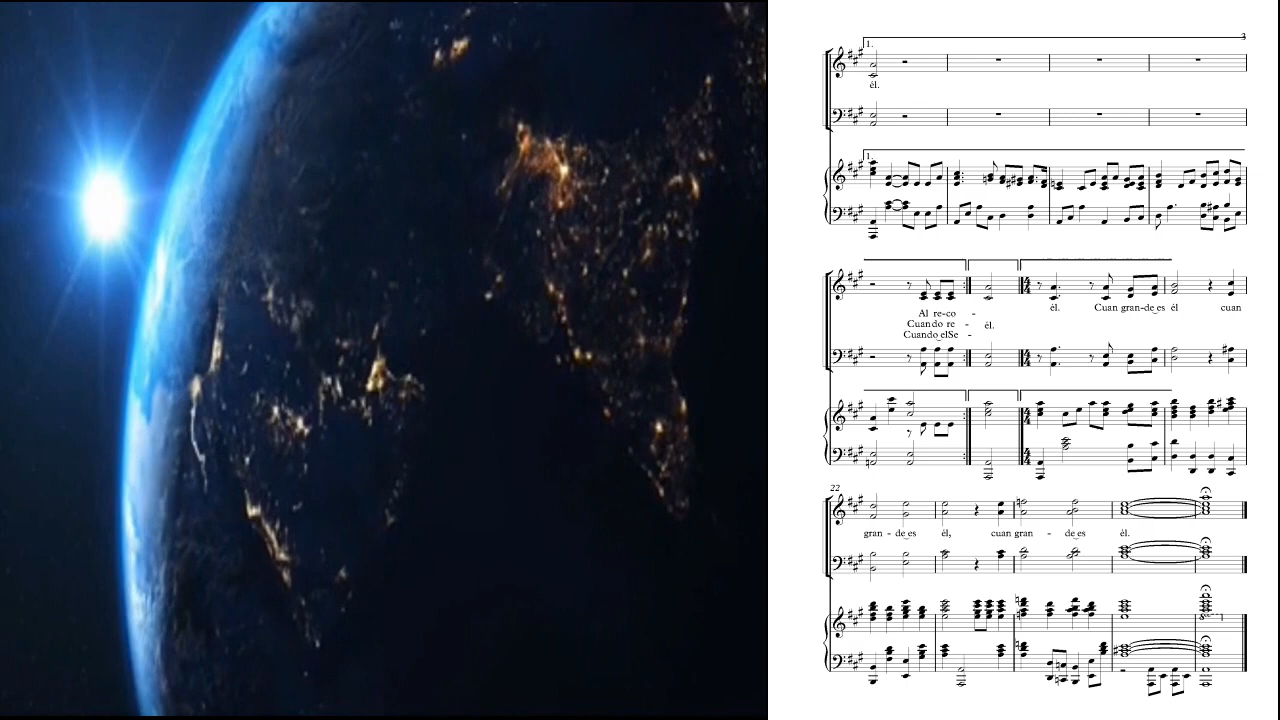 3
1.
él.
1.
Al re-co -
él. Cuan gran-de‿es él cuan
Cuando re - él.
Cuando‿elSe -
22
gran - de‿es él, cuan gran - de‿es él.